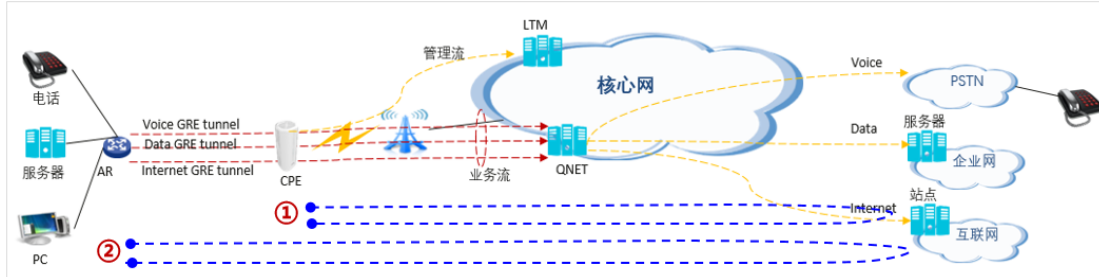 LTM
管理流
核心网
Voice
PSTN
电话
Voice GRE tunnel
Data GRE tunnel
Internet GRE tunnel
服务器
AR
CPE
业务流
QNET
Data
服务器
企业网
Internet
站点
互联网
①
②
PC